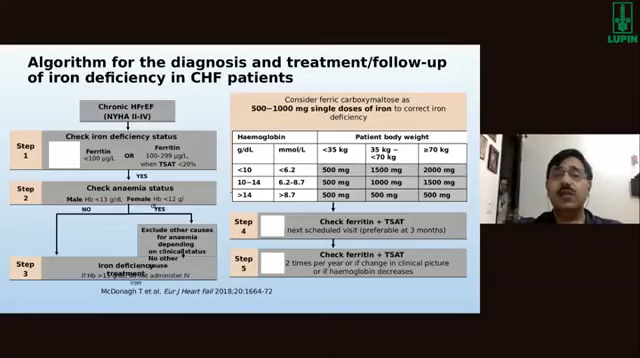 LUPIN
Algorithm for the diagnosis and treatment/follow-up
of iron deficiency in CHF patients
Chronic HFrEF
(NYHA II-IV)
Step
1
Check iron deficiency status
Ferritin
<100 µg/L
OR
Ferritin
100–299 µg/L,
when TSAT <20%
YES
Step
2
Check anaemia status
Male Hb <13 g/dL Female Hb <12 g/
NO
YES
Exclude other causes
for anaemia
depending
on clinical status
No other
cause
Step
3
Iron deficiency
treatment
If Hb >15 g/dL, do not administer IV
iron
Consider ferric carboxymaltose as
500−1000 mg single doses of iron to correct iron
deficiency
Haemoglobin Patient body weight
g/dL mmol/L <35 kg 35 kg –
<70 kg ≥70 kg
<10 <6.2 500 mg 1500 mg 2000 mg
10−14 6.2–8.7 500 mg 1000 mg 1500 mg
>14 >8.7 500 mg 500 mg 500 mg
Step
4
Check ferritin + TSAT
next scheduled visit (preferable at 3 months)
Step
5
Check ferritin + TSAT
2 times per year or if change in clinical picture
or if haemoglobin decreases
McDonagh T et al. Eur J Heart Fail 2018;20:1664-72